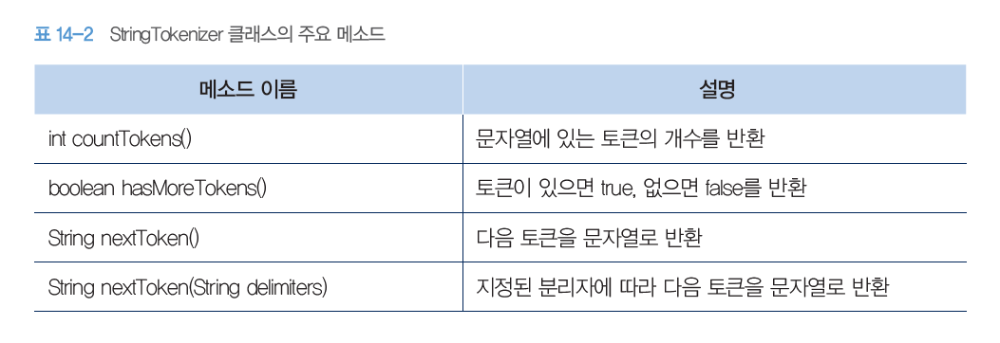 표 14-2 StringTokenizer 클래스의 주요 메소드
메소드 이름 설명
int countTokens() 문자열에 있는 토큰의 개수를 반환
boolean hasMoreTokens() 토큰이 있으면 true, 없으면 false를 반환
String nextToken() 다음 토큰을 문자열로 반환
String nextToken(String delimiters) 지정된 분리자에 따라 다음 토큰을 문자열로 반환